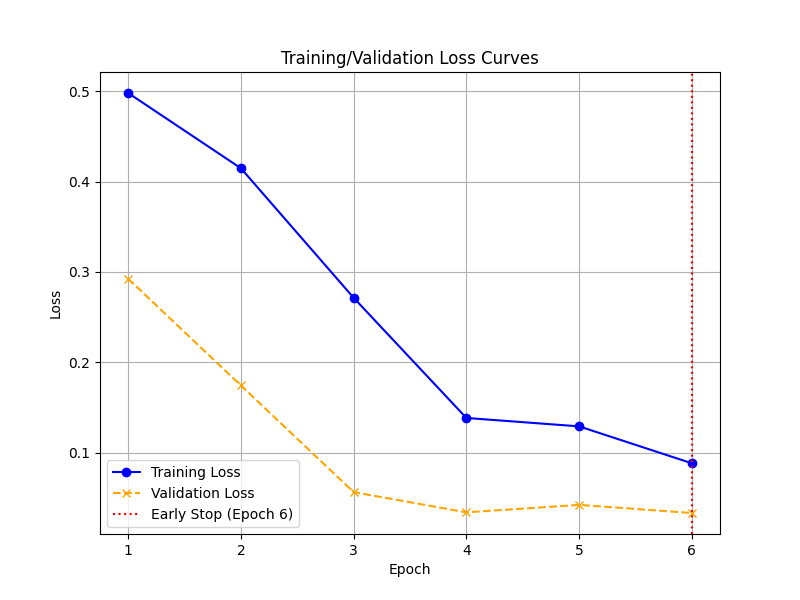 Training/Validation Loss Curves
Loss
0.5
0.4
0.3
0.2
0.1
Training Loss
Validation Loss
Early Stop (Epoch 6)
1 2 3 4 5 6
Epoch